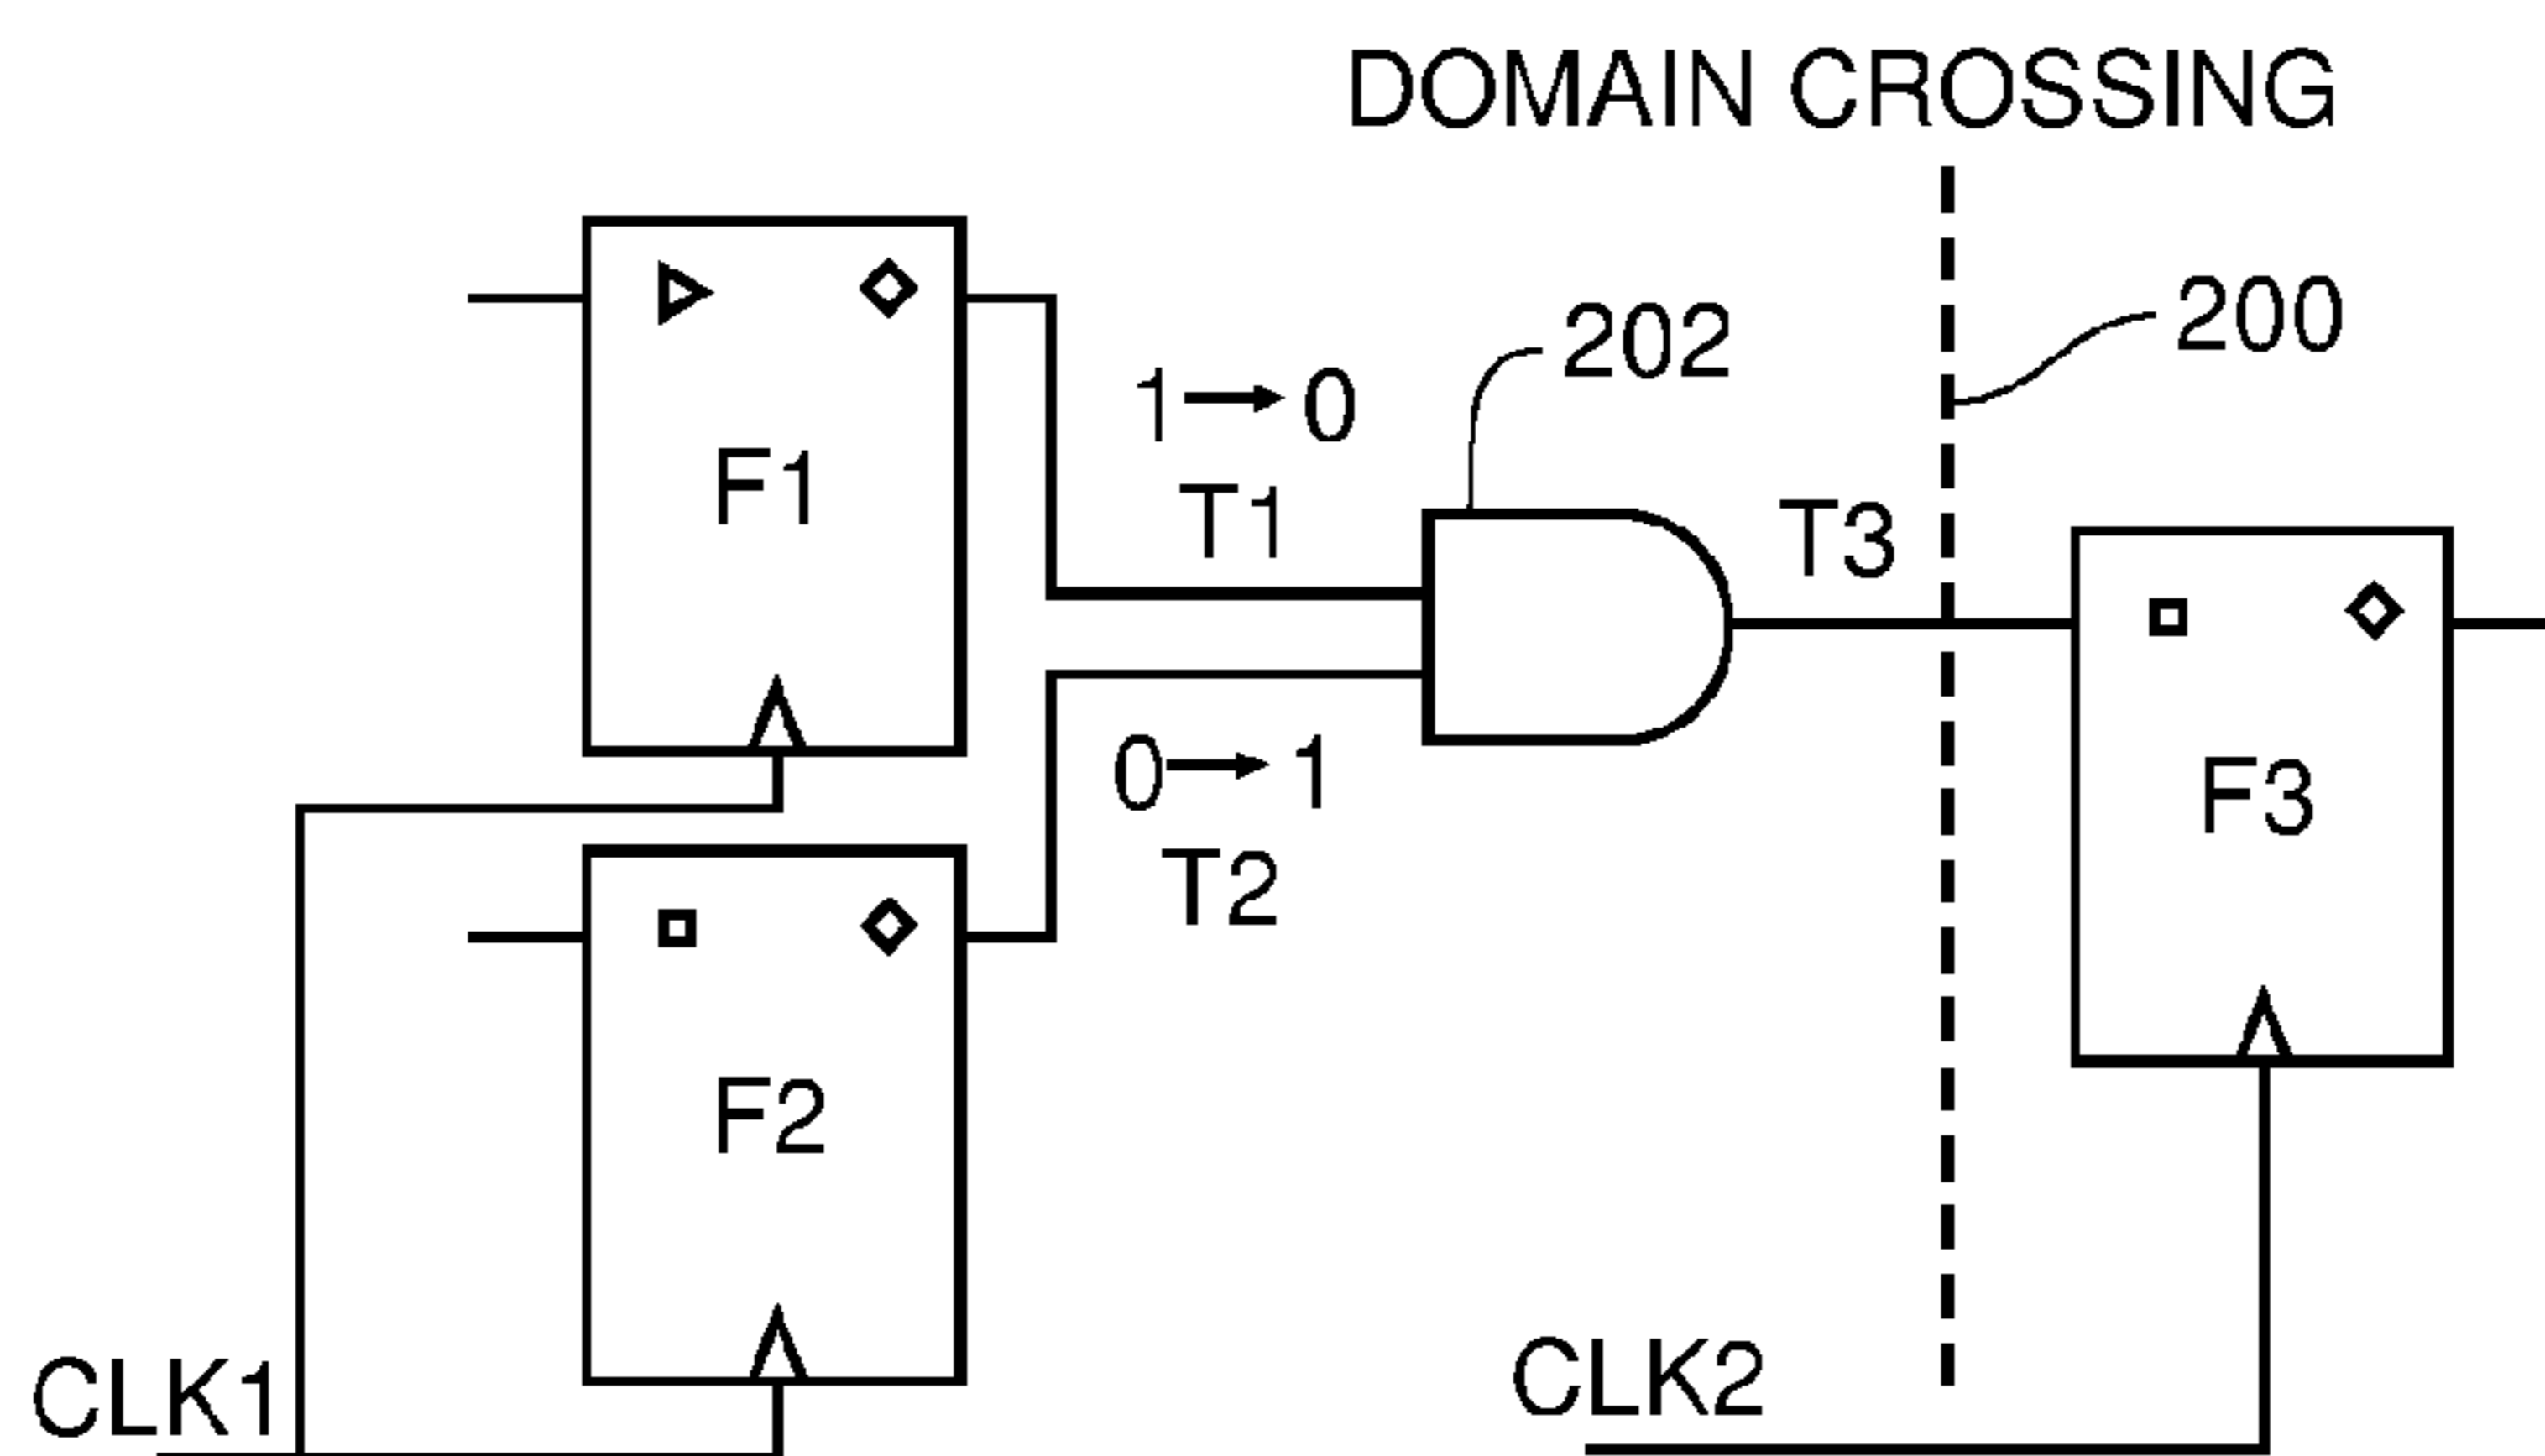 DOMAIN CROSSING
200
202
1→0
F1
T1
T3
0→1
F3
T2
F2
CLK1
CLK2